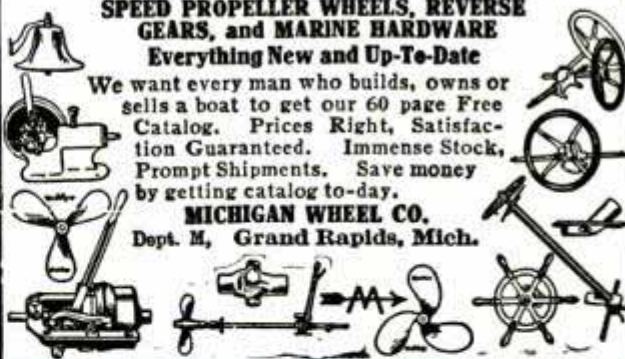 SPEED PROPELLER WHEELS, REVERSE
GEARS, and MARINE HARDWARE
Everything New and Up-To-Date
We want every man who builds, owns or
sells a boat to get our 60 page Free
Catalog. Prices Right, Satisfac-
tion Guaranteed. Immense Stock,
Prompt Shipments. Save money
by getting catalog to-day.
MICHIGAN WHEEL CO.
Dept. M, Grand Rapids, Mich.